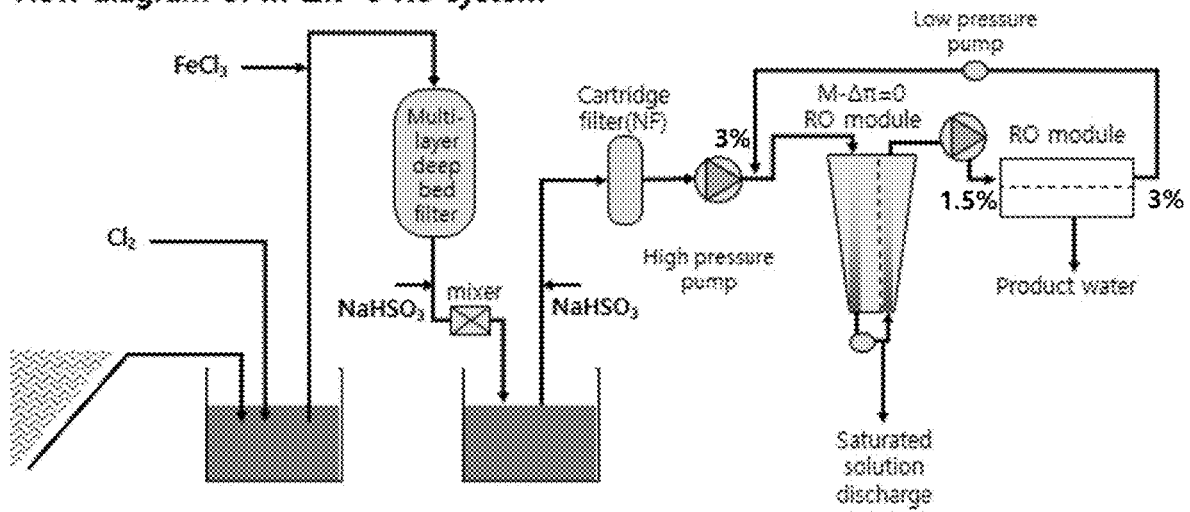 FeCl₃
Cl₂
Multi-
layer
deep
bed
filter
NaHSO₃
mixer
NaHSO₃
Cartridge
filter(NF)
3%
High pressure
pump
Low pressure
pump
M-Δπ=0
RO module
1.5%
RO module
3%
Product water
Saturated
solution
discharge